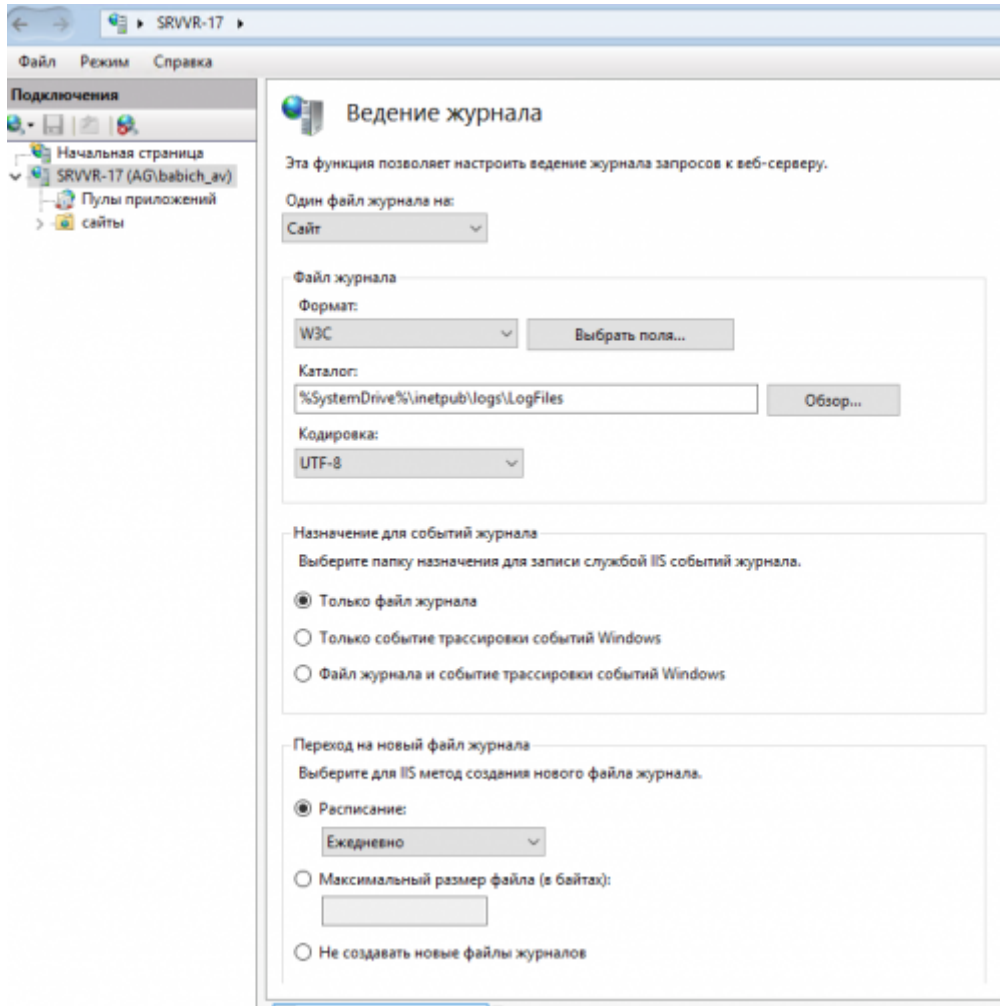 SRVVR-17
Файл Режим Справка
Подключения
Начальная страница
SRVVR-17 (AG\babich_av)
Пулы приложений
сайты
Ведение журнала
Эта функция позволяет настроить ведение журнала запросов к веб-серверу.
Один файл журнала на:
Сайт
Файл журнала
Формат:
W3C
Выбрать поля...
Каталог:
%SystemDrive%\inetpub\logs\LogFiles
Обзор...
Кодировка:
UTF-8
Назначение для событий журнала
Выберите папку назначения для записи службой IIS событий журнала.
Только файл журнала
Только событие трассировки событий Windows
Файл журнала и событие трассировки событий Windows
Переход на новый файл журнала
Выберите для IIS метод создания нового файла журнала.
Расписание:
Ежедневно
Максимальный размер файла (в байтах):
Не создавать новые файлы журналов